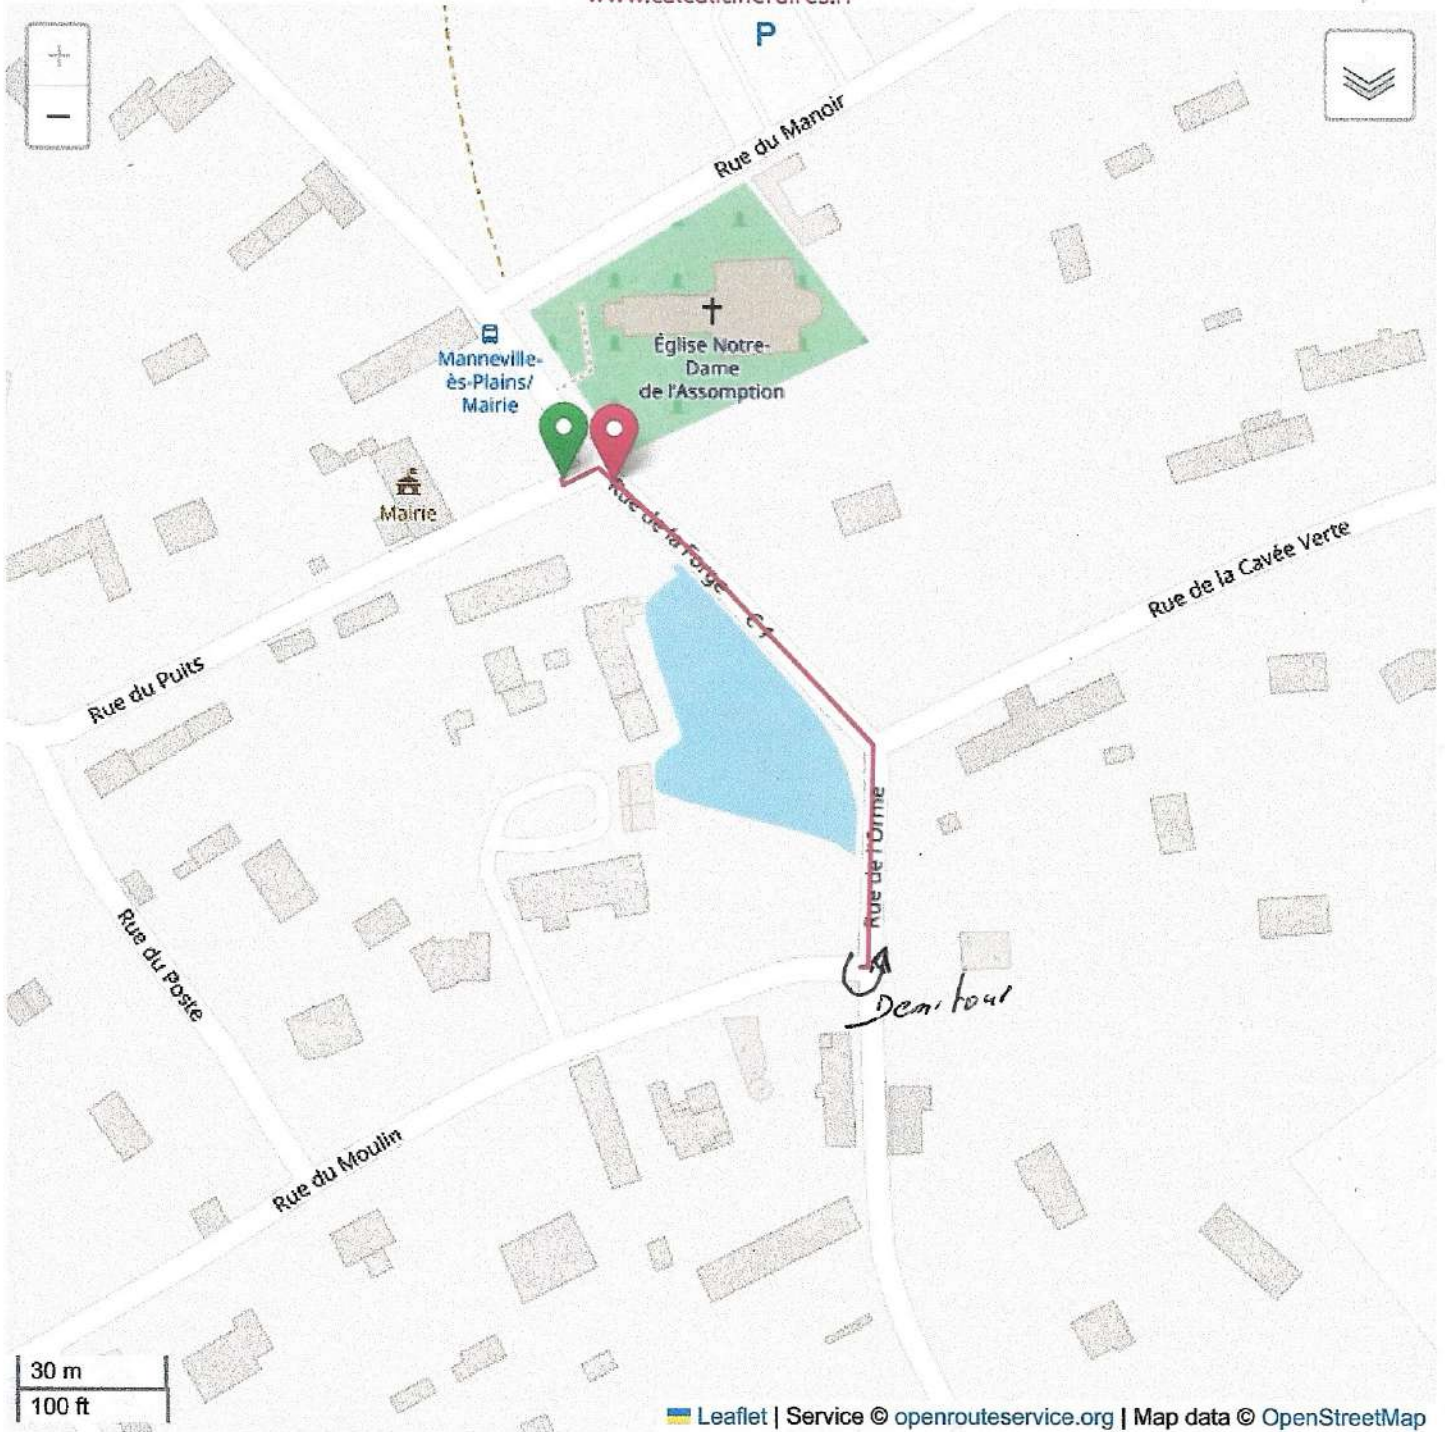 P
Rue du Manoir
Manneville-
ès-Plains/
Mairie
Église Notre-
Dame
de l'Assomption
Mairie
Rue de la Forge
C 1
Rue de la Cavée Verte
Rue du Puits
Rue de l'Orme
Rue du Poste
Demi tour
Rue du Moulin
30 m
100 ft
Leaflet | Service © openrouteservice.org | Map data © OpenStreetMap